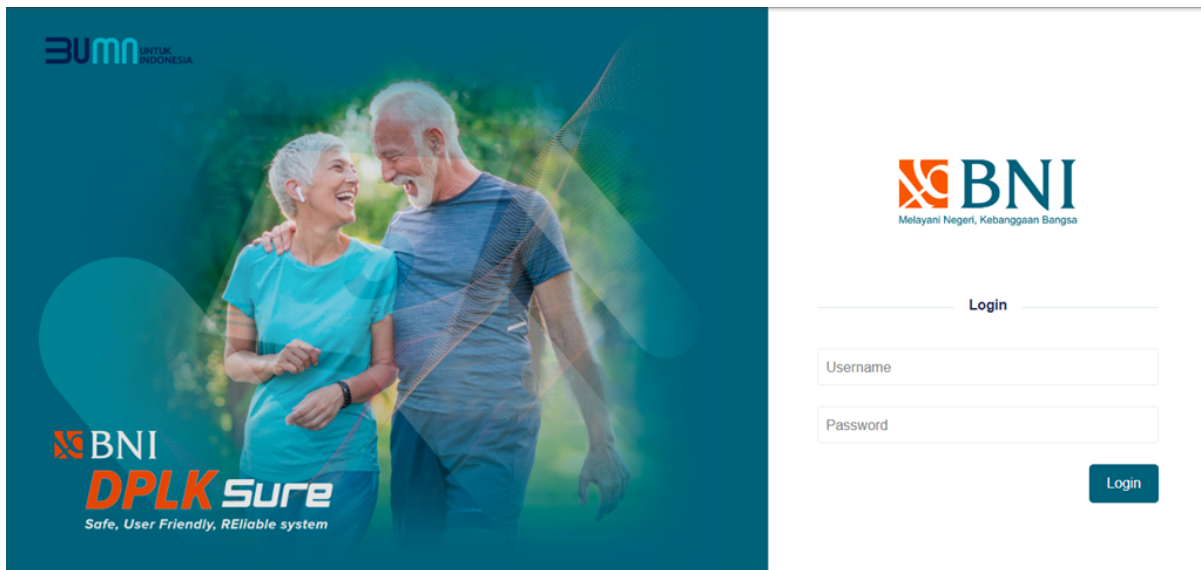 BUMN UNTUK
INDONESIA
BNI
DPLK Sure
Safe, User Friendly, REliable system
BNI
Melayani Negeri, Kebanggaan Bangsa
Login
Username
Password
Login